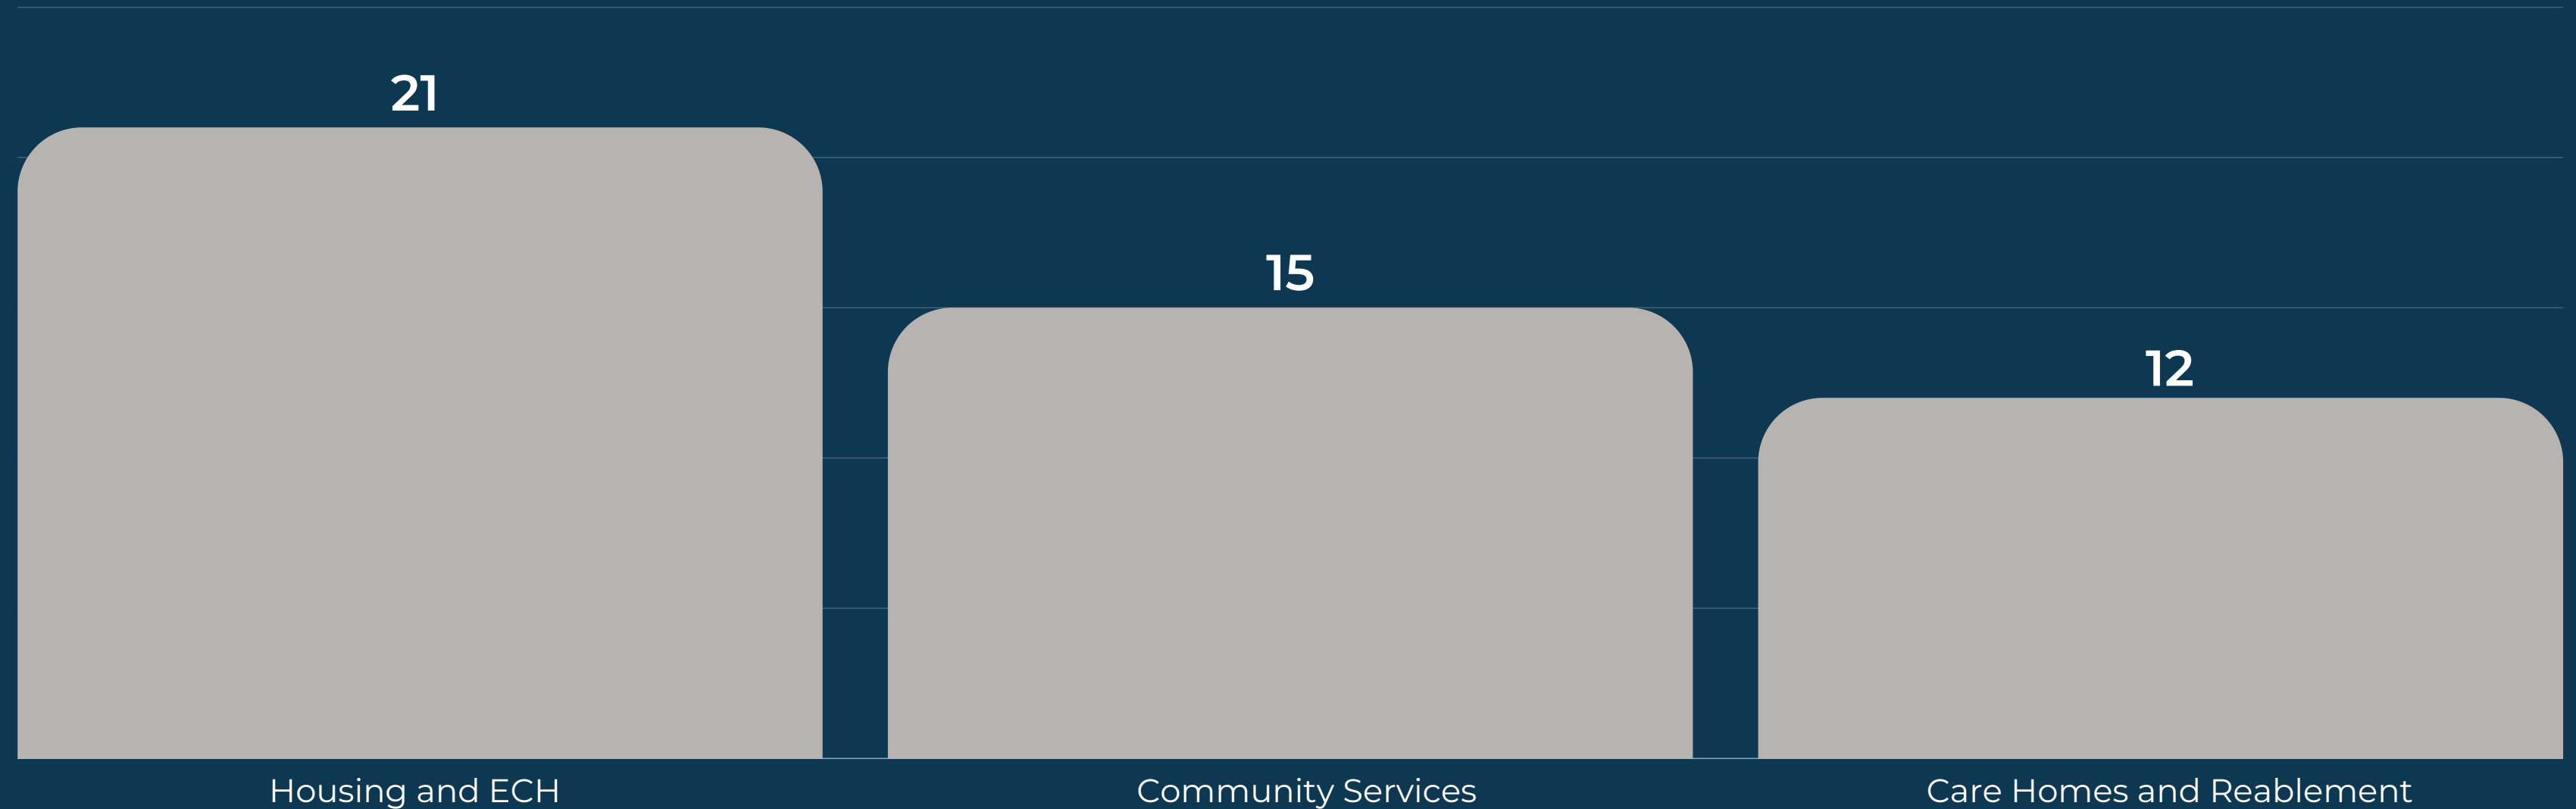 21
15
12
Housing and ECH
Community Services
Care Homes and Reablement